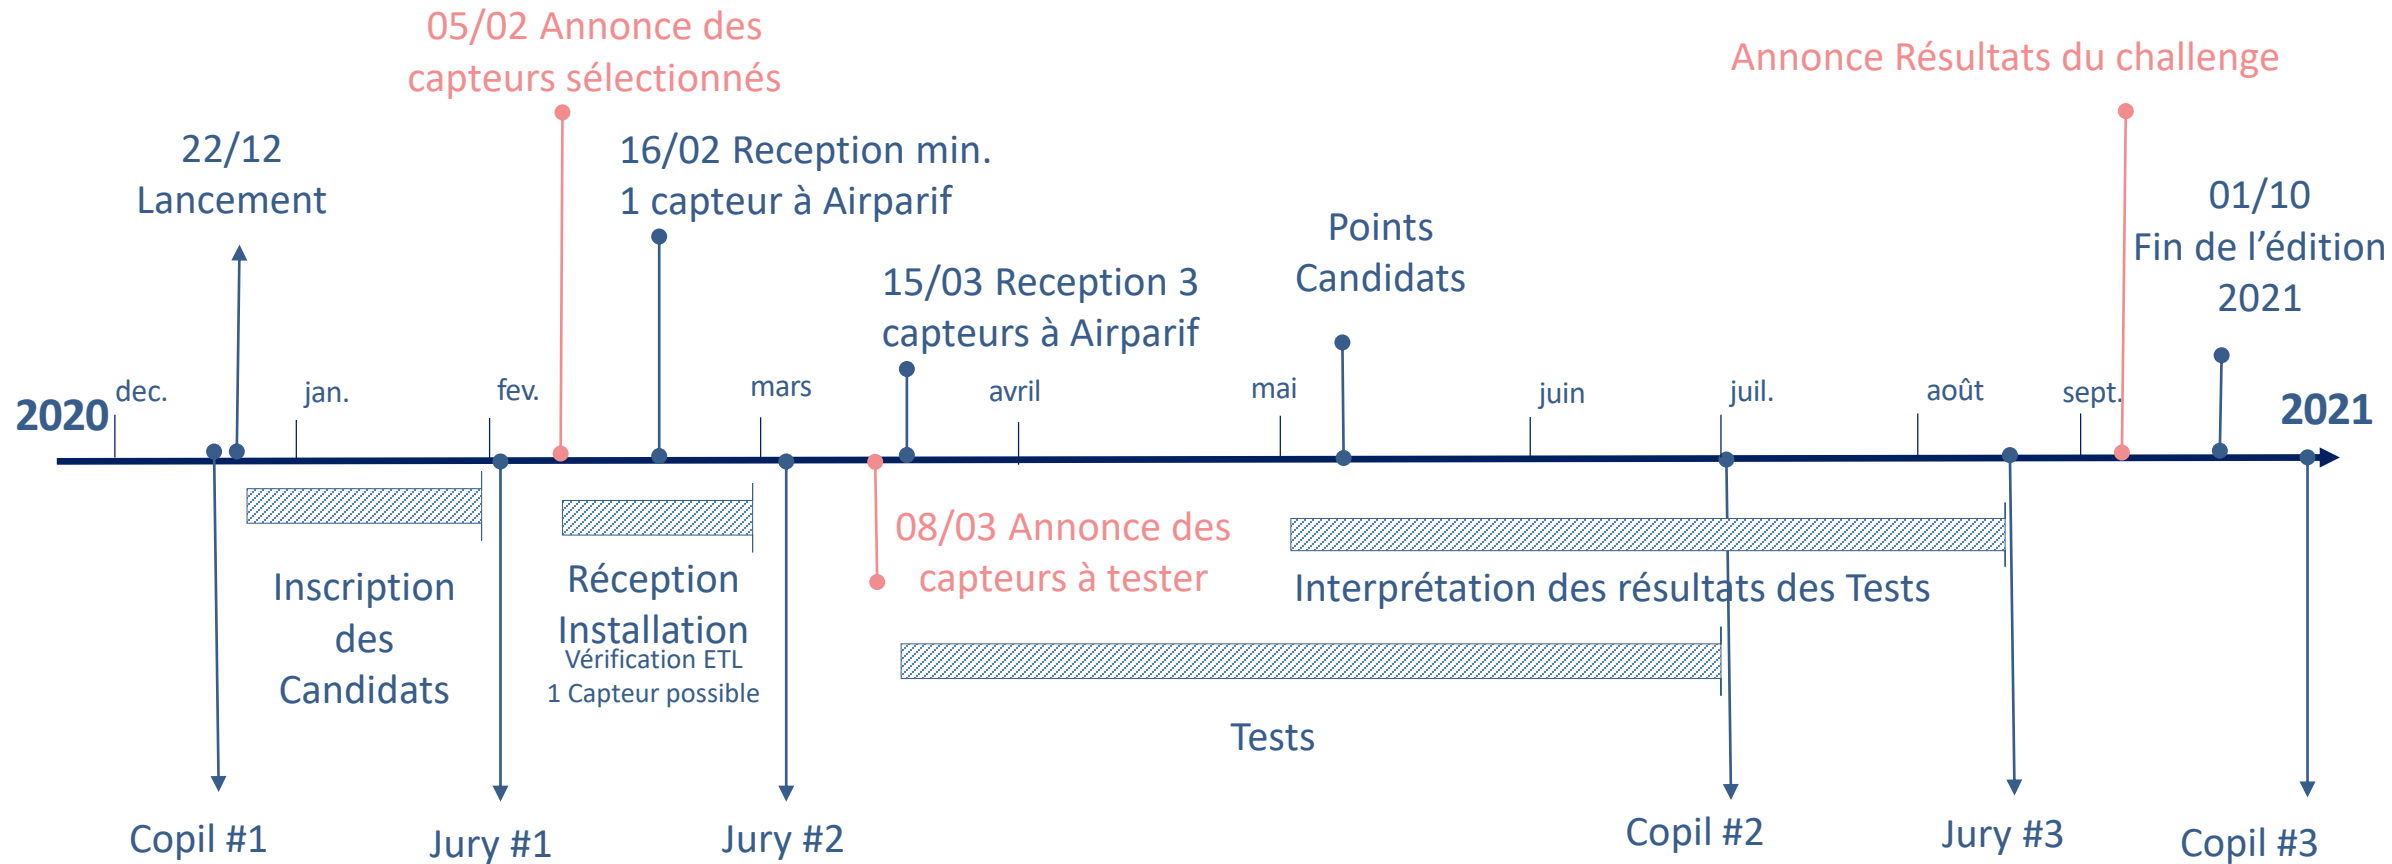 05/02 Annonce des
capteurs sélectionnés
Annonce Résultats du challenge
22/12
Lancement
16/02 Reception min.
1 capteur à Airparif
01/10
Fin de l’édition
2021
Points
Candidats
15/03 Reception 3
capteurs à Airparif
2020
dec.
jan.
fev.
mars
avril
mai
juin
juil.
août
sept.
2021
08/03 Annonce des
capteurs à tester
Inscription
des
Candidats
Réception
Installation
Vérification ETL
1 Capteur possible
Interprétation des résultats des Tests
Tests
Copil #1
Jury #1
Jury #2
Copil #2
Jury #3
Copil #3